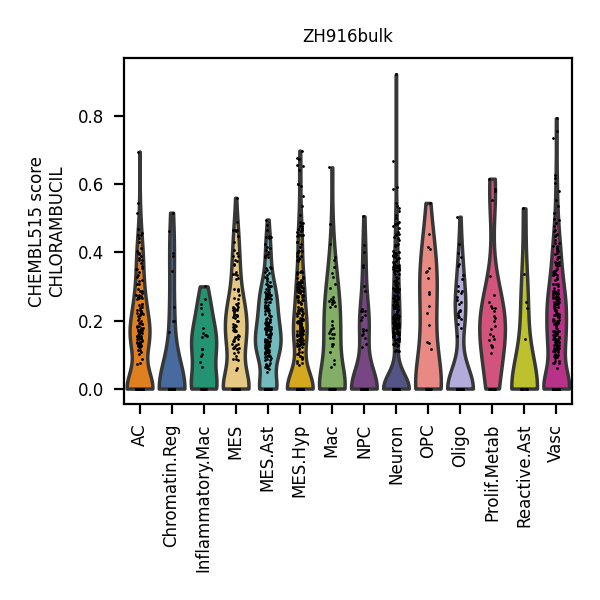 ZH916bulk
CHEMBL515 score
CHLORAMBUCIL
0.8
0.6
0.4
0.2
0.0
AC
Chromatin.Reg
Inflammatory.Mac
MES
MES.Ast
MES.Hyp
Mac
NPC
Neuron
OPC
Oligo
Prolif.Metab
Reactive.Ast
Vasc